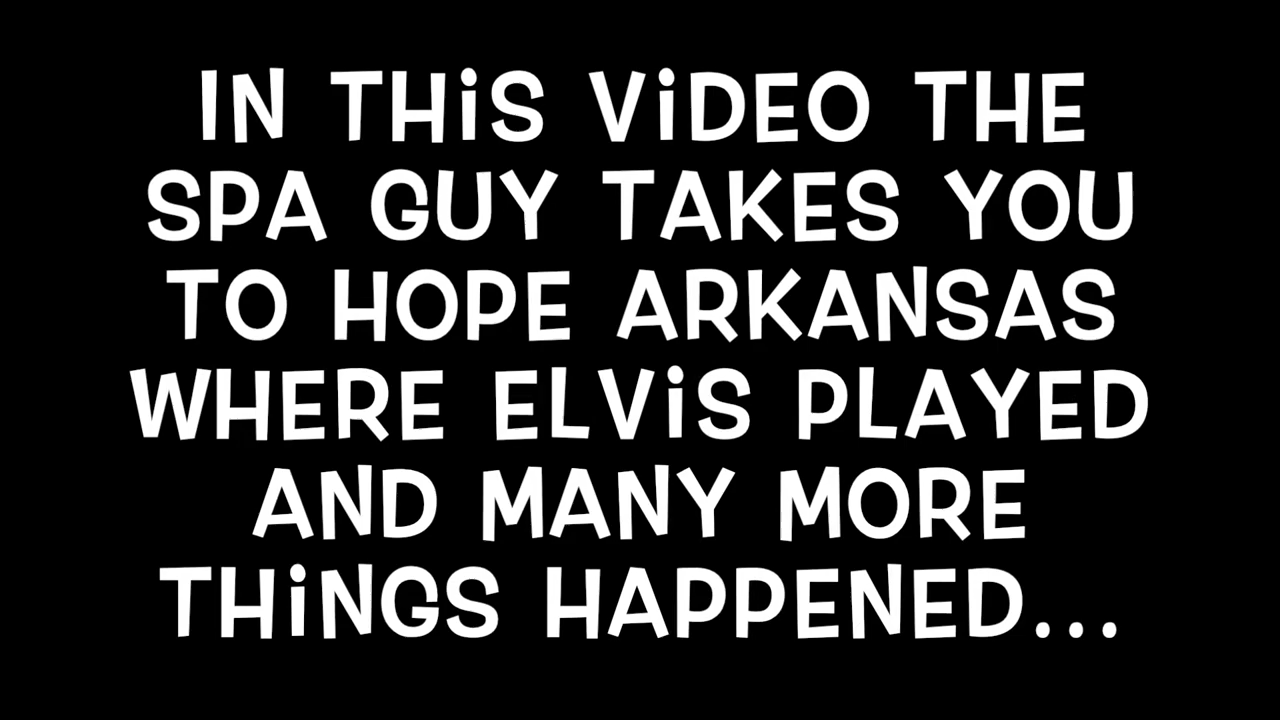 IN THiS ViDEO THE
SPA GUY TAKES YOU
TO HOPE ARKANSAS
WHERE ELViS PLAYED
AND MANY MORE
THiNGS HAPPENED...